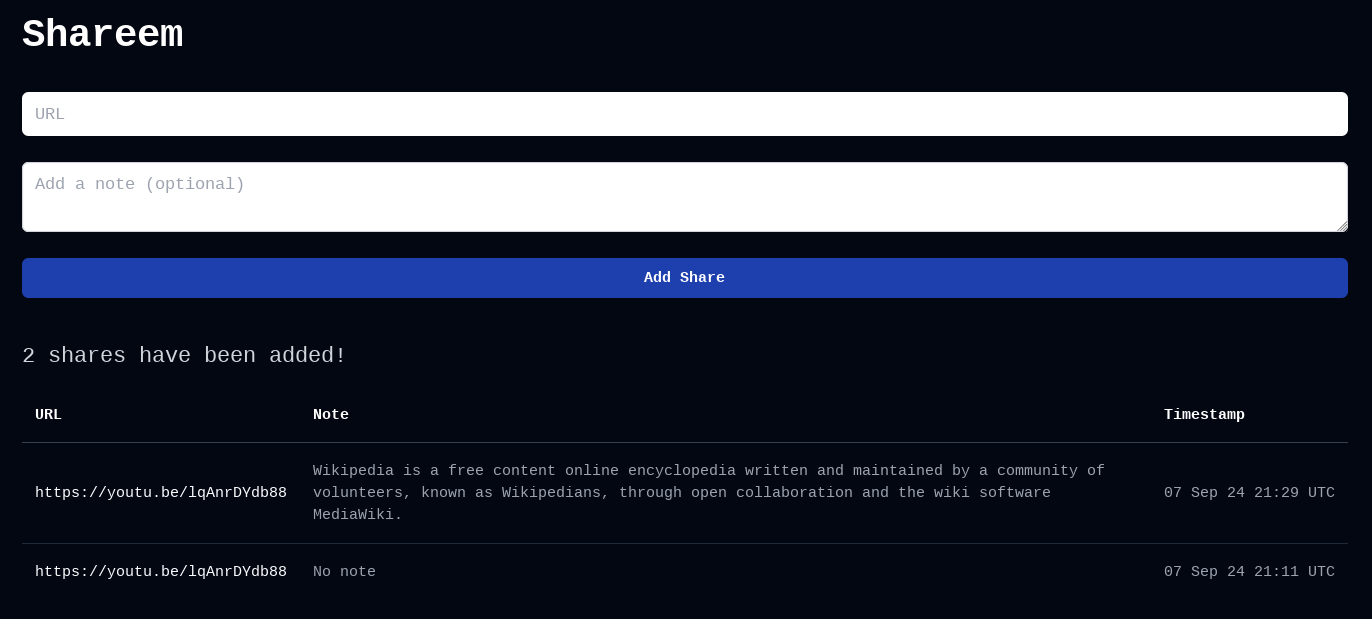 Shareem
URL
Add a note (optional)
Add Share
2 shares have been added!
URL Note Timestamp
https://youtu.be/lqAnrDYdb88 Wikipedia is a free content online encyclopedia written and maintained by a community of
volunteers, known as Wikipedians, through open collaboration and the wiki software
MediaWiki. 07 Sep 24 21:29 UTC
https://youtu.be/lqAnrDYdb88 No note 07 Sep 24 21:11 UTC